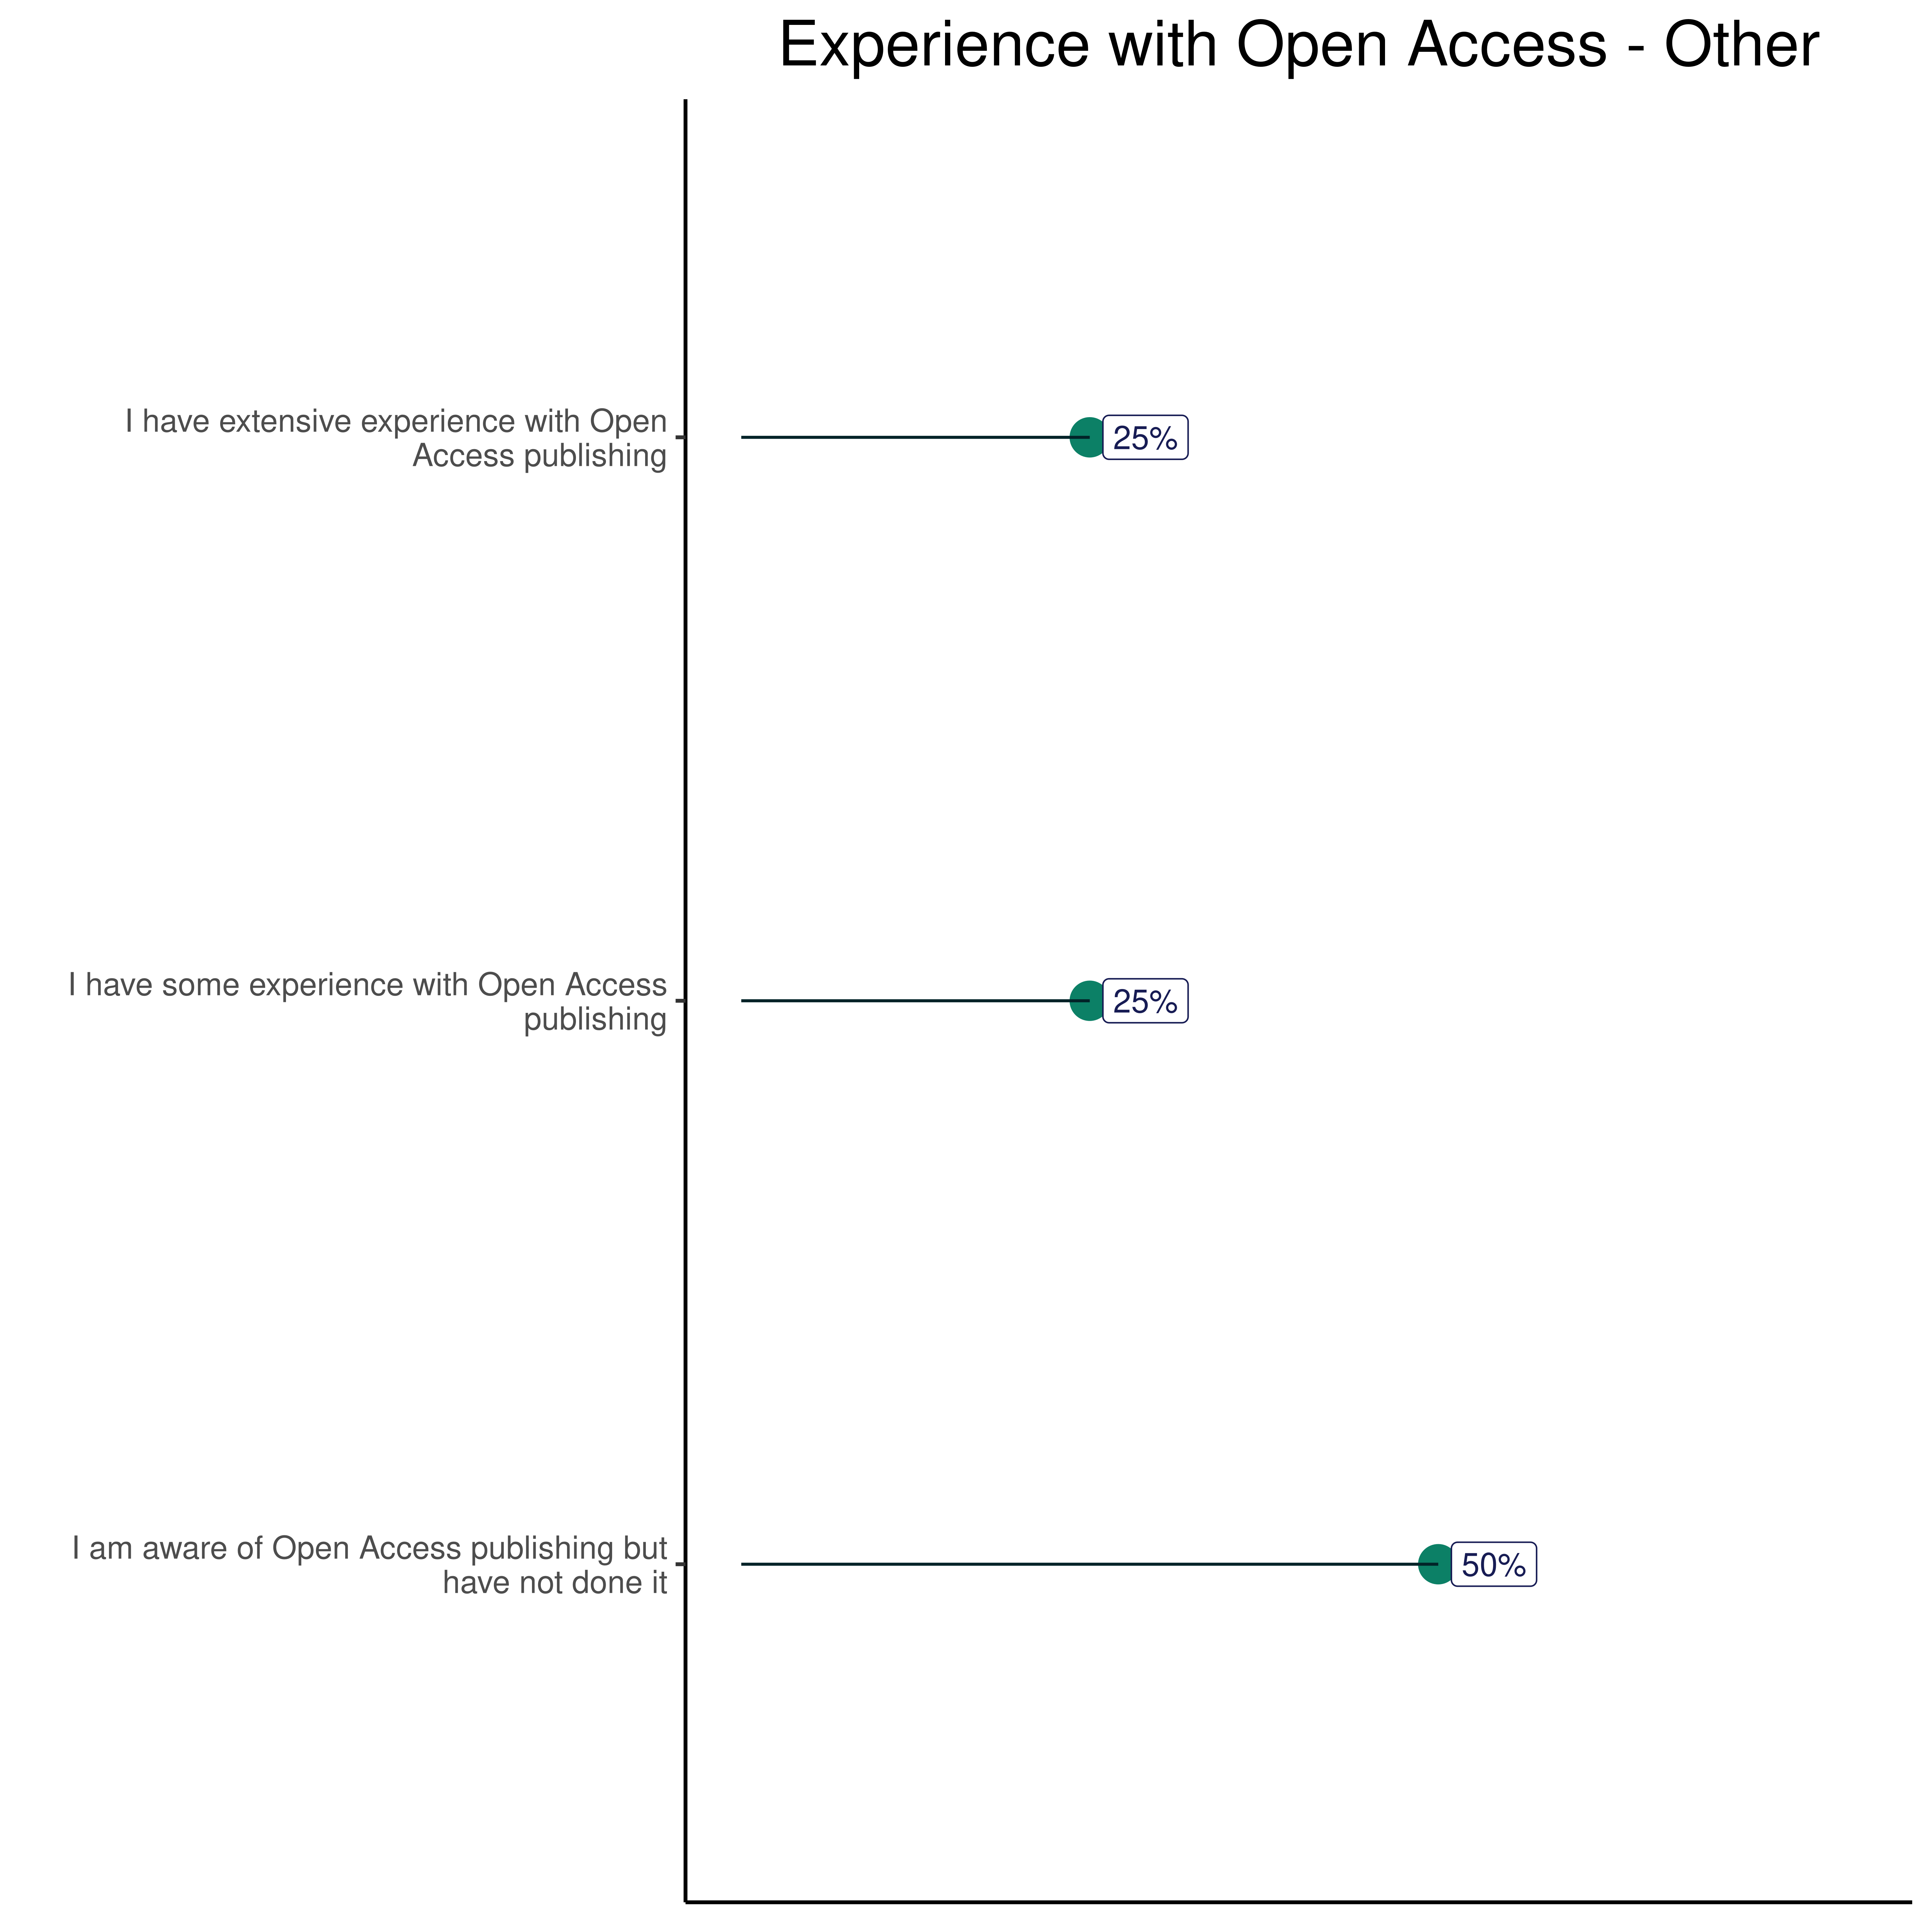 Experience with Open Access - Other
I have extensive experience with Open
Access publishing
25%
I have some experience with Open Access
publishing
25%
I am aware of Open Access publishing but
have not done it
50%